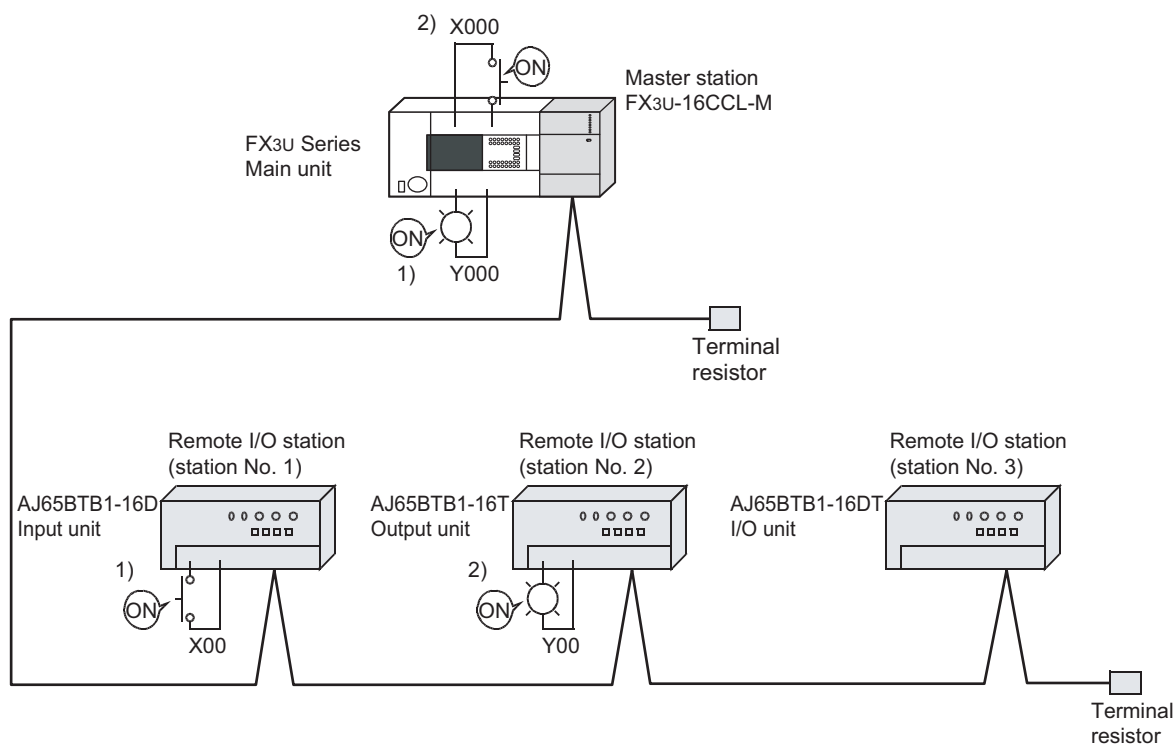 2) X000
ON
Master station
FX3U-16CCL-M
FX3U Series
Main unit
ON
1) Y000
Terminal
resistor
Remote I/O station
(station No. 1)
Remote I/O station
(station No. 2)
Remote I/O station
(station No. 3)
AJ65BTB1-16D
Input unit
AJ65BTB1-16T
Output unit
AJ65BTB1-16DT
I/O unit
1)
ON
X00
2)
ON
Y00
Terminal
resistor